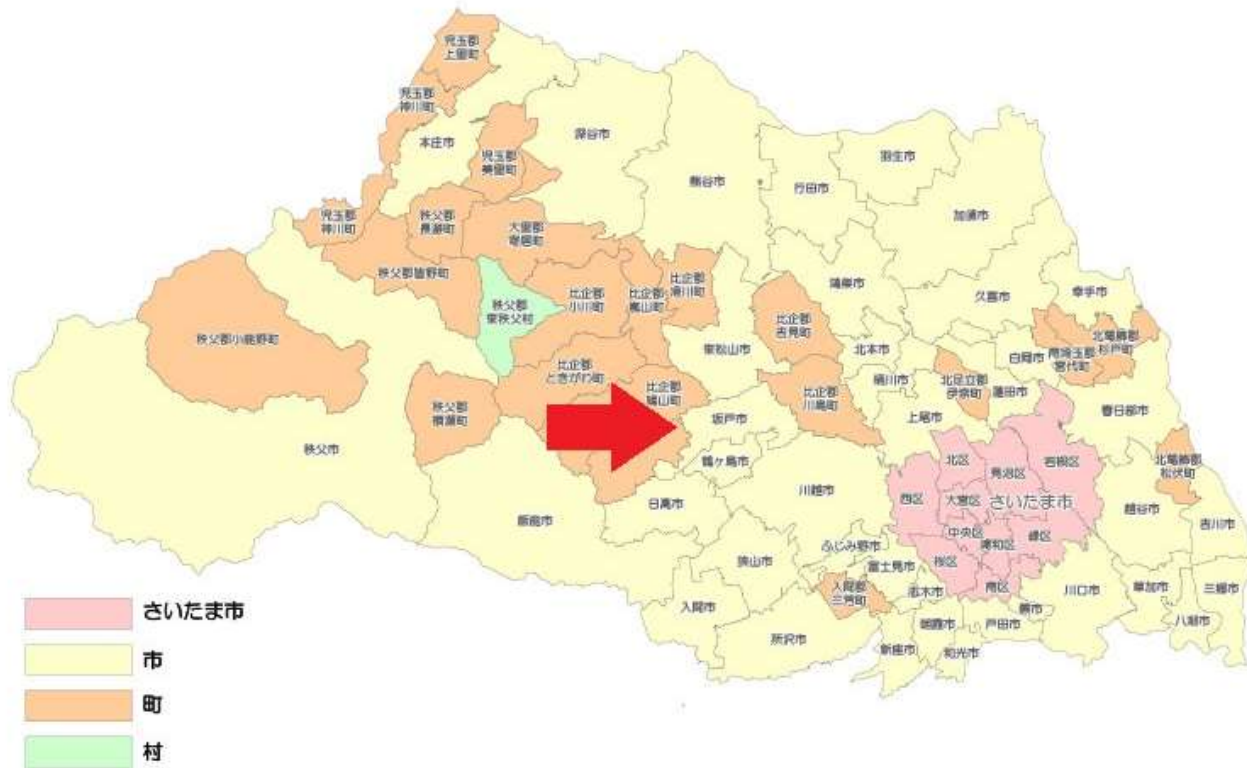 児玉郡
上里町
児玉郡
神川町
本庄市
児玉郡
美里町
深谷市
熊谷市
行田市
羽生市
加須市
児玉郡
神川町
秩父郡
長瀞町
大里郡
寄居町
秩父郡皆野町
秩父郡
東秩父村
比企郡
小川町
比企郡
嵐山町
比企郡
滑川町
鴻巣市
久喜市
幸手市
秩父郡小鹿野町
比企郡
吉見町
東松山市
北本市
白岡市
南埼玉郡
宮代町
北葛飾郡
杉戸町
比企郡
ときがわ町
比企郡
鳩山町
比企郡
川島町
桶川市
北足立郡
伊奈町
蓮田市
秩父郡
横瀬町
坂戸市
上尾市
春日部市
秩父市
鶴ヶ島市
北区
見沼区
岩槻区
北葛飾郡
松伏町
日高市
川越市
西区
大宮区
さいたま市
越谷市
飯能市
吉川市
中央区
浦和区
緑区
ふじみ野市
狭山市
富士見市
桜区
南区
入間市
入間郡
三芳町
志木市
川口市
草加市
三郷市
蕨市
所沢市
朝霞市
戸田市
八潮市
新座市
和光市
さいたま市
市
町
村